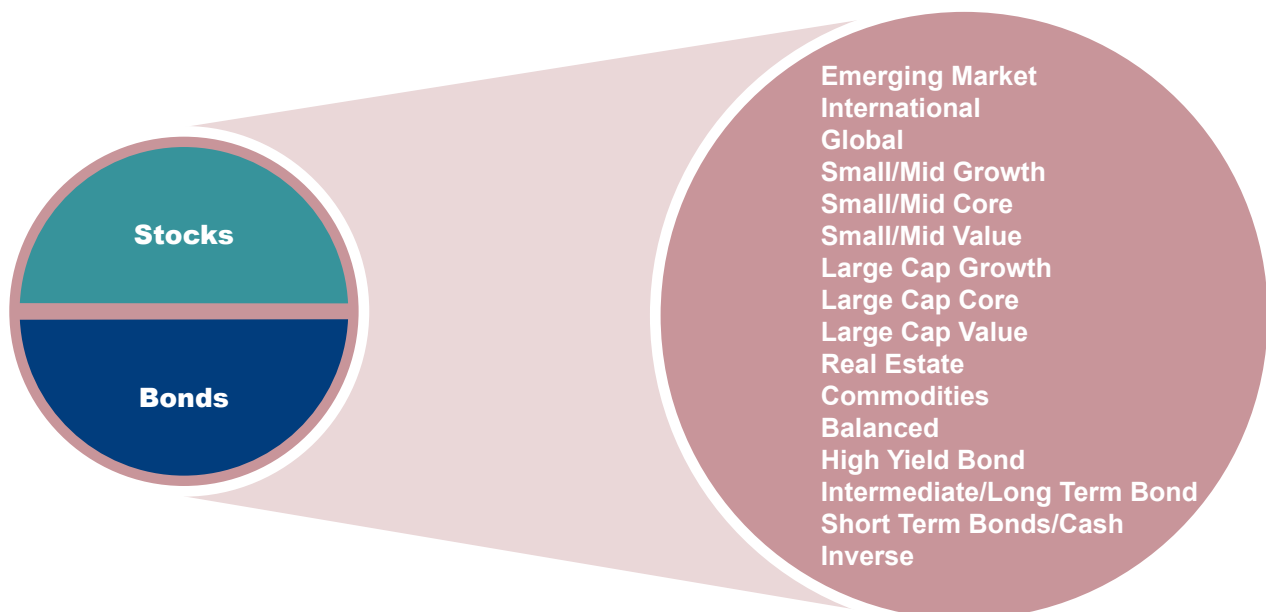 Stocks
Bonds
Emerging Market
International
Global
Small/Mid Growth
Small/Mid Core
Small/Mid Value
Large Cap Growth
Large Cap Core
Large Cap Value
Real Estate
Commodities
Balanced
High Yield Bond
Intermediate/Long Term Bond
Short Term Bonds/Cash
Inverse